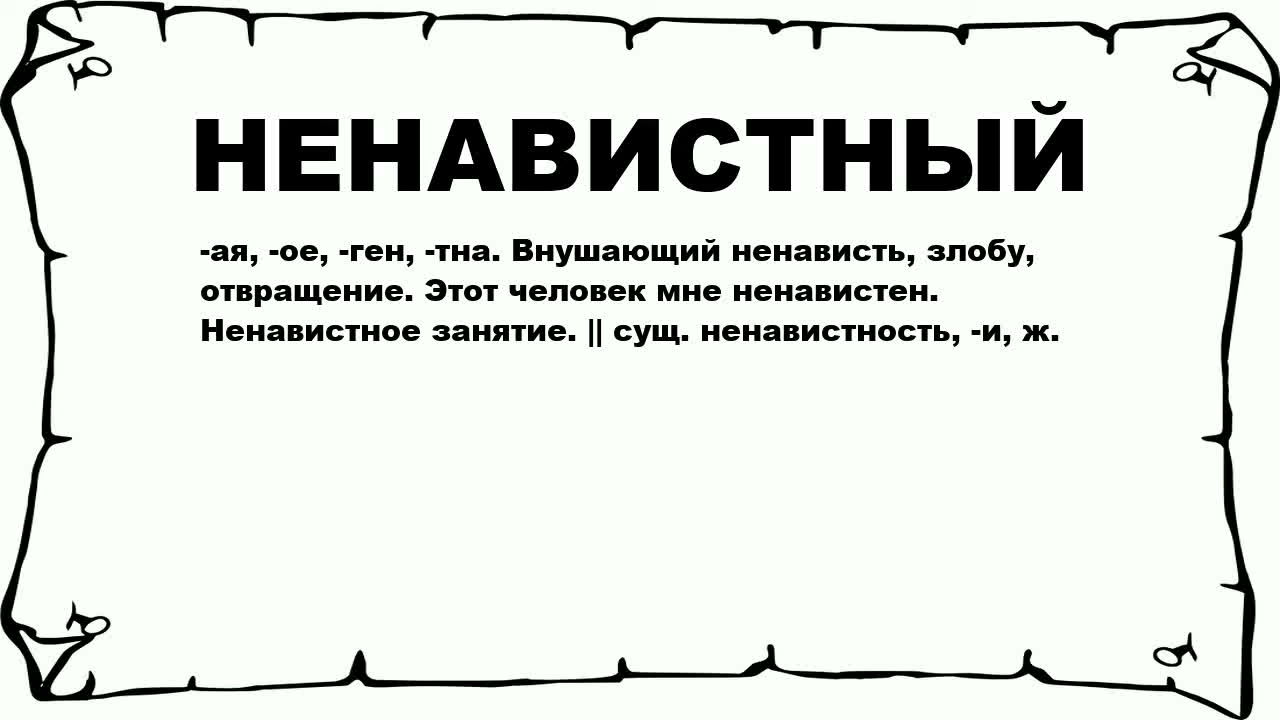 НЕНАВИСТНЫЙ
-ая, -ое, -ген, -тна. Внушающий ненависть, злобу,
отвращение. Этот человек мне ненавистен.
Ненавистное занятие. || сущ. ненавистность, -и, ж.